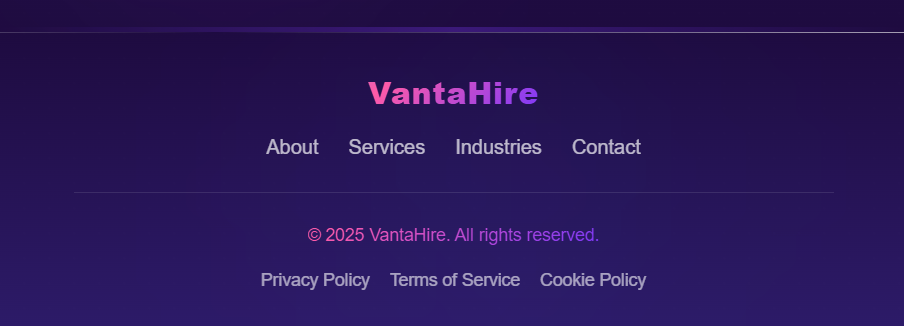 VantaHire
About Services Industries Contact
© 2025 VantaHire. All rights reserved.
Privacy Policy Terms of Service Cookie Policy